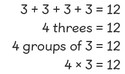 3 + 3 + 3 + 3 = 12
4 threes = 12
4 groups of 3 = 12
4 × 3 = 12